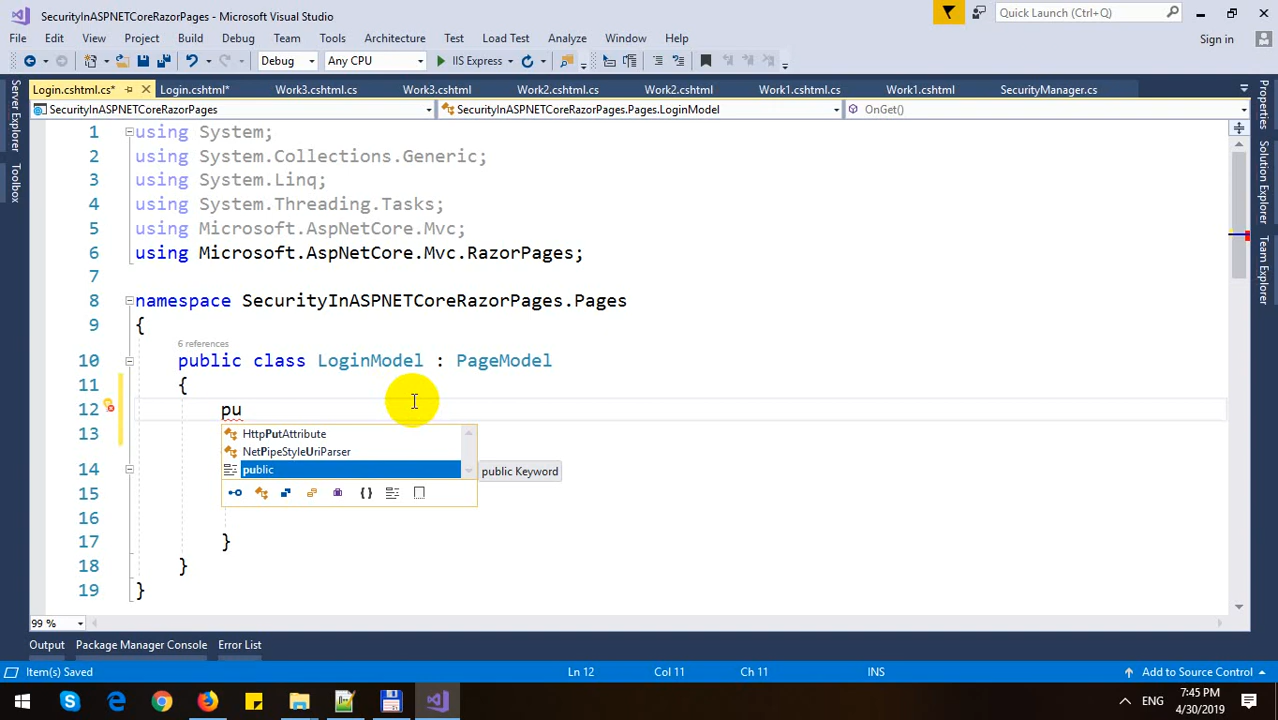 SecurityInASPNETCoreRazorPages - Microsoft Visual Studio
Quick Launch (Ctrl+Q)
File Edit View Project Build Debug Team Tools Architecture Test Load Test Analyze Window Help
Sign in
Debug Any CPU IIS Express
Login.cshtml.cs* Login.cshtml* Work3.cshtml.cs Work3.cshtml Work2.cshtml.cs Work2.cshtml Work1.cshtml.cs Work1.cshtml SecurityManager.cs
SecurityInASPNETCoreRazorPages SecurityInASPNETCoreRazorPages.Pages.LoginModel OnGet()
Server Explorer
Toolbox
Properties
Solution Explorer
Team Explorer
1 using System;
2 using System.Collections.Generic;
3 using System.Linq;
4 using System.Threading.Tasks;
5 using Microsoft.AspNetCore.Mvc;
6 using Microsoft.AspNetCore.Mvc.RazorPages;
7
8 namespace SecurityInASPNETCoreRazorPages.Pages
9 {
6 references
10 public class LoginModel : PageModel
11 {
12 pu
13
HttpPutAttribute
NetPipeStyleUriParser
public
public Keyword
14
15
16
17 }
18 }
19 }
99 %
Output Package Manager Console Error List
Item(s) Saved Ln 12 Col 11 Ch 11 INS Add to Source Control
ENG
7:45 PM
4/30/2019